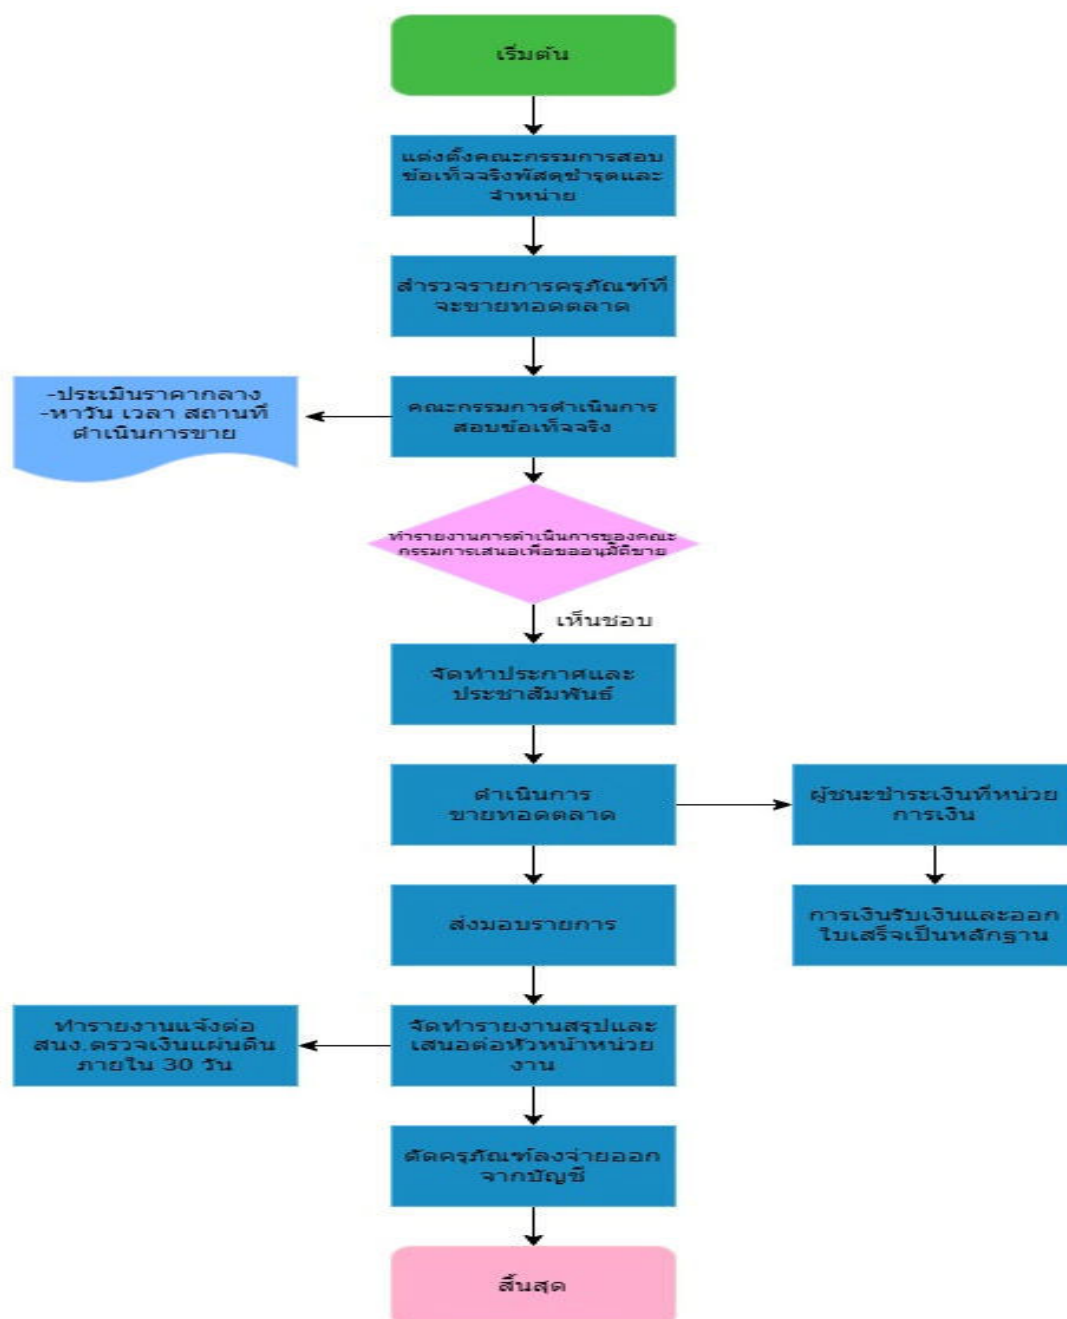 เริ่มต้น
แต่งตั้งคณะกรรมการสอบ
ข้อเท็จจริงพัสดุชำรุดและ
จำหน่าย
สำรวจรายการครุภัณฑ์ที่
จะขายทอดตลาด
คณะกรรมการดำเนินการ
สอบข้อเท็จจริง
-ประเมินราคากลาง
-หาวัน เวลา สถานที่
ดำเนินการขาย
ทำรายงานการดำเนินการของคณะ
กรรมการเสนอเพื่อขออนุมัติขาย
เห็นชอบ
จัดทำประกาศและ
ประชาสัมพันธ์
ดำเนินการ
ขายทอดตลาด
ผู้ชนะชำระเงินที่หน่วย
การเงิน
ส่งมอบรายการ
การเงินรับเงินและออก
ใบเสร็จเป็นหลักฐาน
จัดทำรายงานสรุปและ
เสนอต่อหัวหน้าหน่วย
งาน
ทำรายงานแจ้งต่อ
สนง.ตรวจเงินแผ่นดิน
ภายใน 30 วัน
ตัดครุภัณฑ์ลงจ่ายออก
จากบัญชี
สิ้นสุด